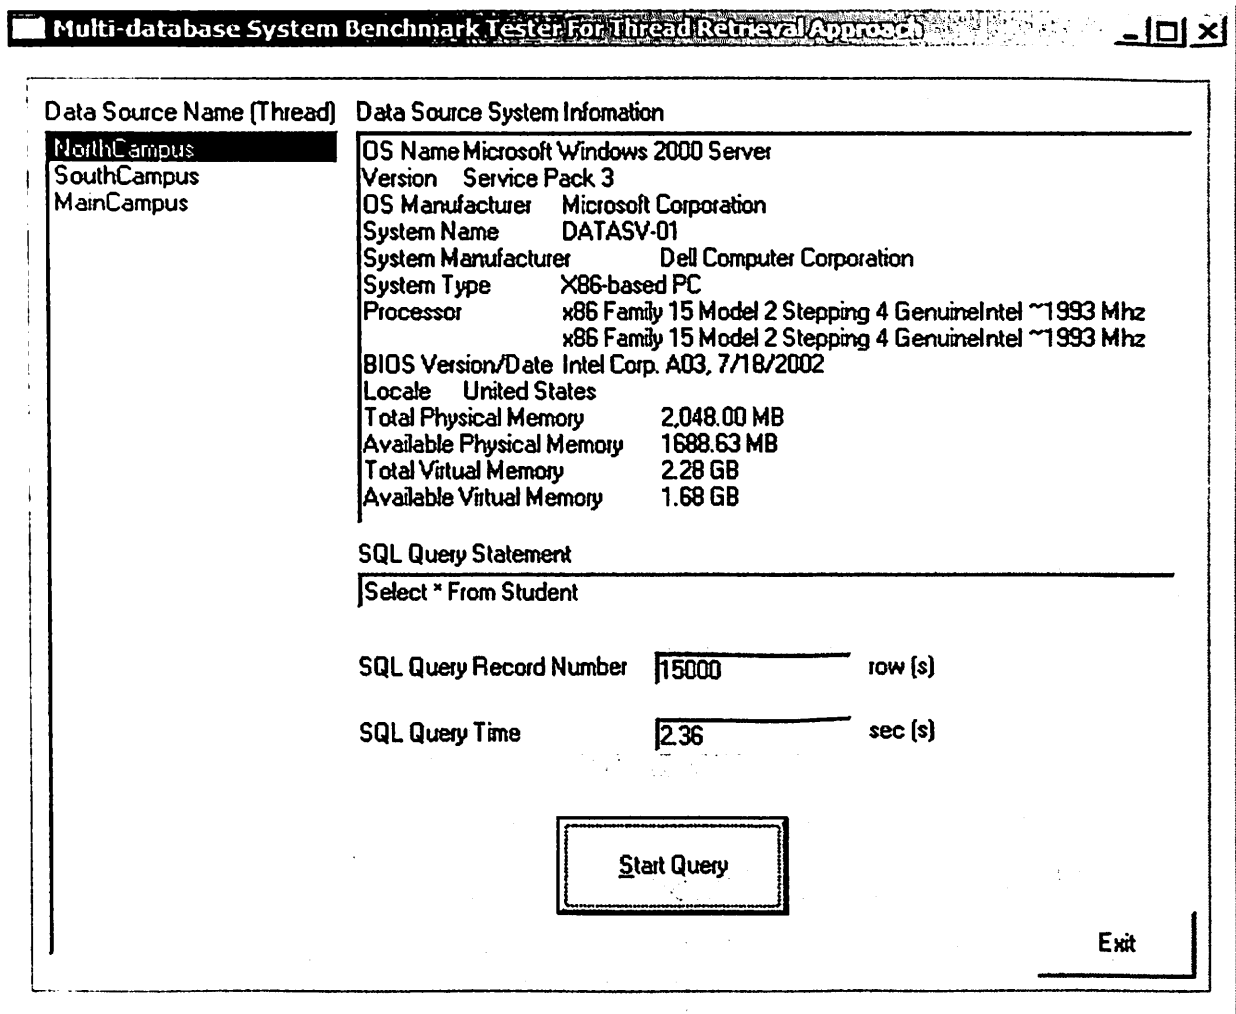 Multi-database System Benchmark Tester For Thread Retrieval Approach
Data Source Name (Thread)
NorthCampus
SouthCampus
MainCampus
Data Source System Infomation
OS Name Microsoft Windows 2000 Server
Version Service Pack 3
OS Manufacturer Microsoft Corporation
System Name DATASV-01
System Manufacturer Dell Computer Corporation
System Type X86-based PC
Processor x86 Family 15 Model 2 Stepping 4 GenuineIntel ~1993 Mhz
x86 Family 15 Model 2 Stepping 4 GenuineIntel ~1993 Mhz
BIOS Version/Date Intel Corp. A03, 7/18/2002
Locale United States
Total Physical Memory 2,048.00 MB
Available Physical Memory 1688.63 MB
Total Virtual Memory 2.28 GB
Available Virtual Memory 1.68 GB
SQL Query Statement
Select * From Student
SQL Query Record Number 15000 row (s)
SQL Query Time 2.36 sec (s)
Start Query
Exit